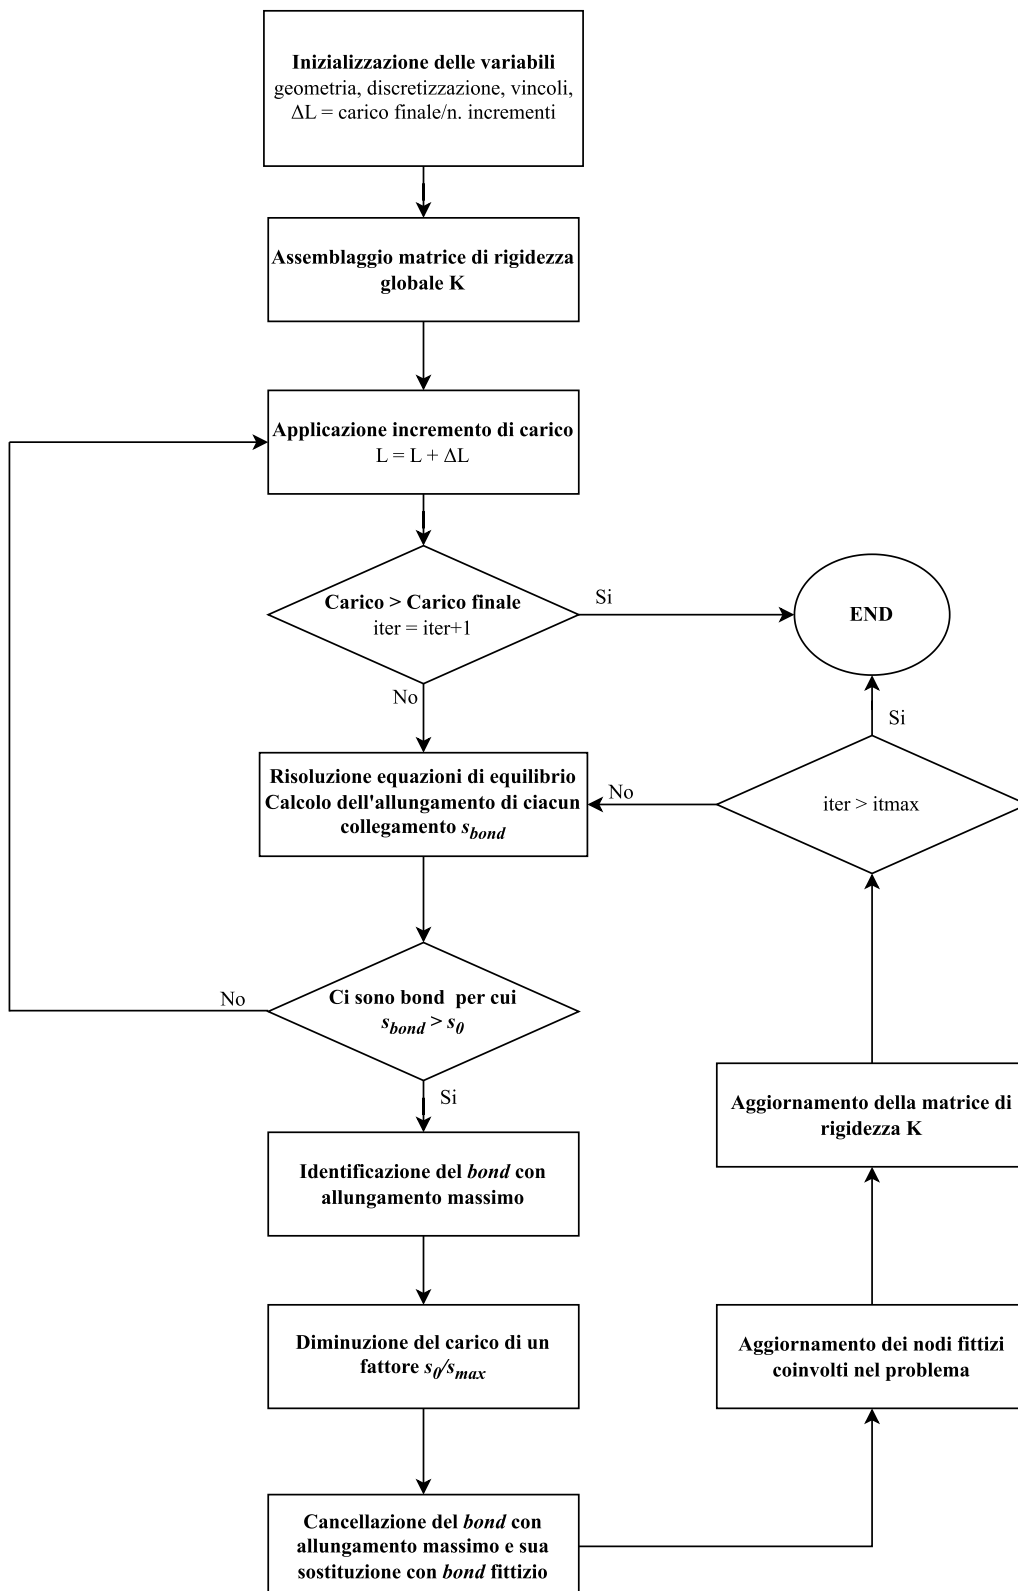 Inizializzazione delle variabili
geometria, discretizzazione, vincoli,
ΔL = carico finale/n. incrementi
Assemblaggio matrice di rigidezza
globale K
Applicazione incremento di carico
L = L + ΔL
Carico > Carico finale
iter = iter+1
Si
END
No
Si
Risoluzione equazioni di equilibrio
Calcolo dell'allungamento di ciacun
collegamento s_bond
No
iter > itmax
Ci sono bond per cui
s_bond > s_0
No
Si
Identificazione del bond con
allungamento massimo
Aggiornamento della matrice di
rigidezza K
Diminuzione del carico di un
fattore s_0/s_max
Aggiornamento dei nodi fittizi
coinvolti nel problema
Cancellazione del bond con
allungamento massimo e sua
sostituzione con bond fittizio